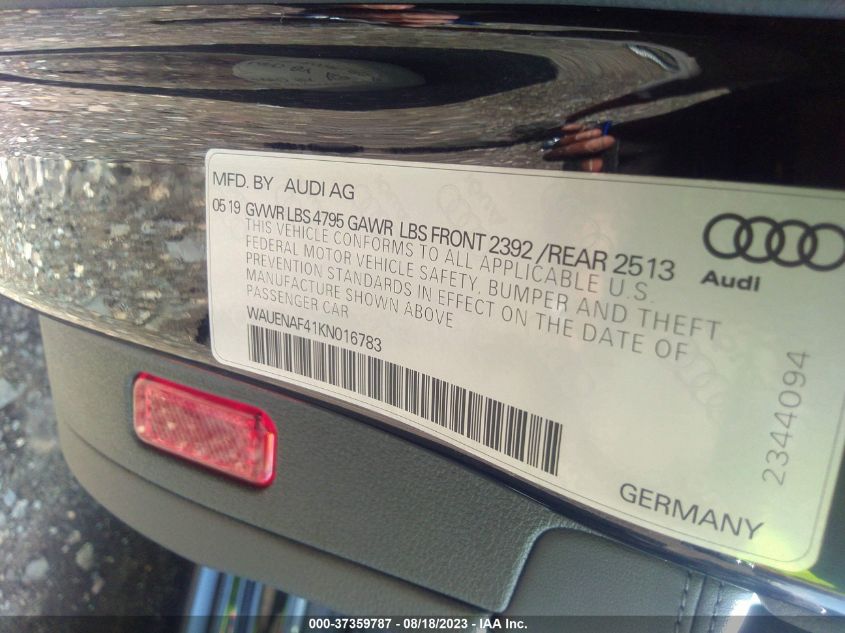 MFD. BY AUDI AG
05 19 GVWR LBS 4795 GAWR LBS FRONT 2392 /REAR 2513
THIS VEHICLE CONFORMS TO ALL APPLICABLE U.S.
FEDERAL MOTOR VEHICLE SAFETY, BUMPER AND THEFT
PREVENTION STANDARDS IN EFFECT ON THE DATE OF
MANUFACTURE SHOWN ABOVE
PASSENGER CAR
WAUENAF41KN016783
Audi
2344094
GERMANY
000-37359787 - 08/18/2023 - IAA Inc.